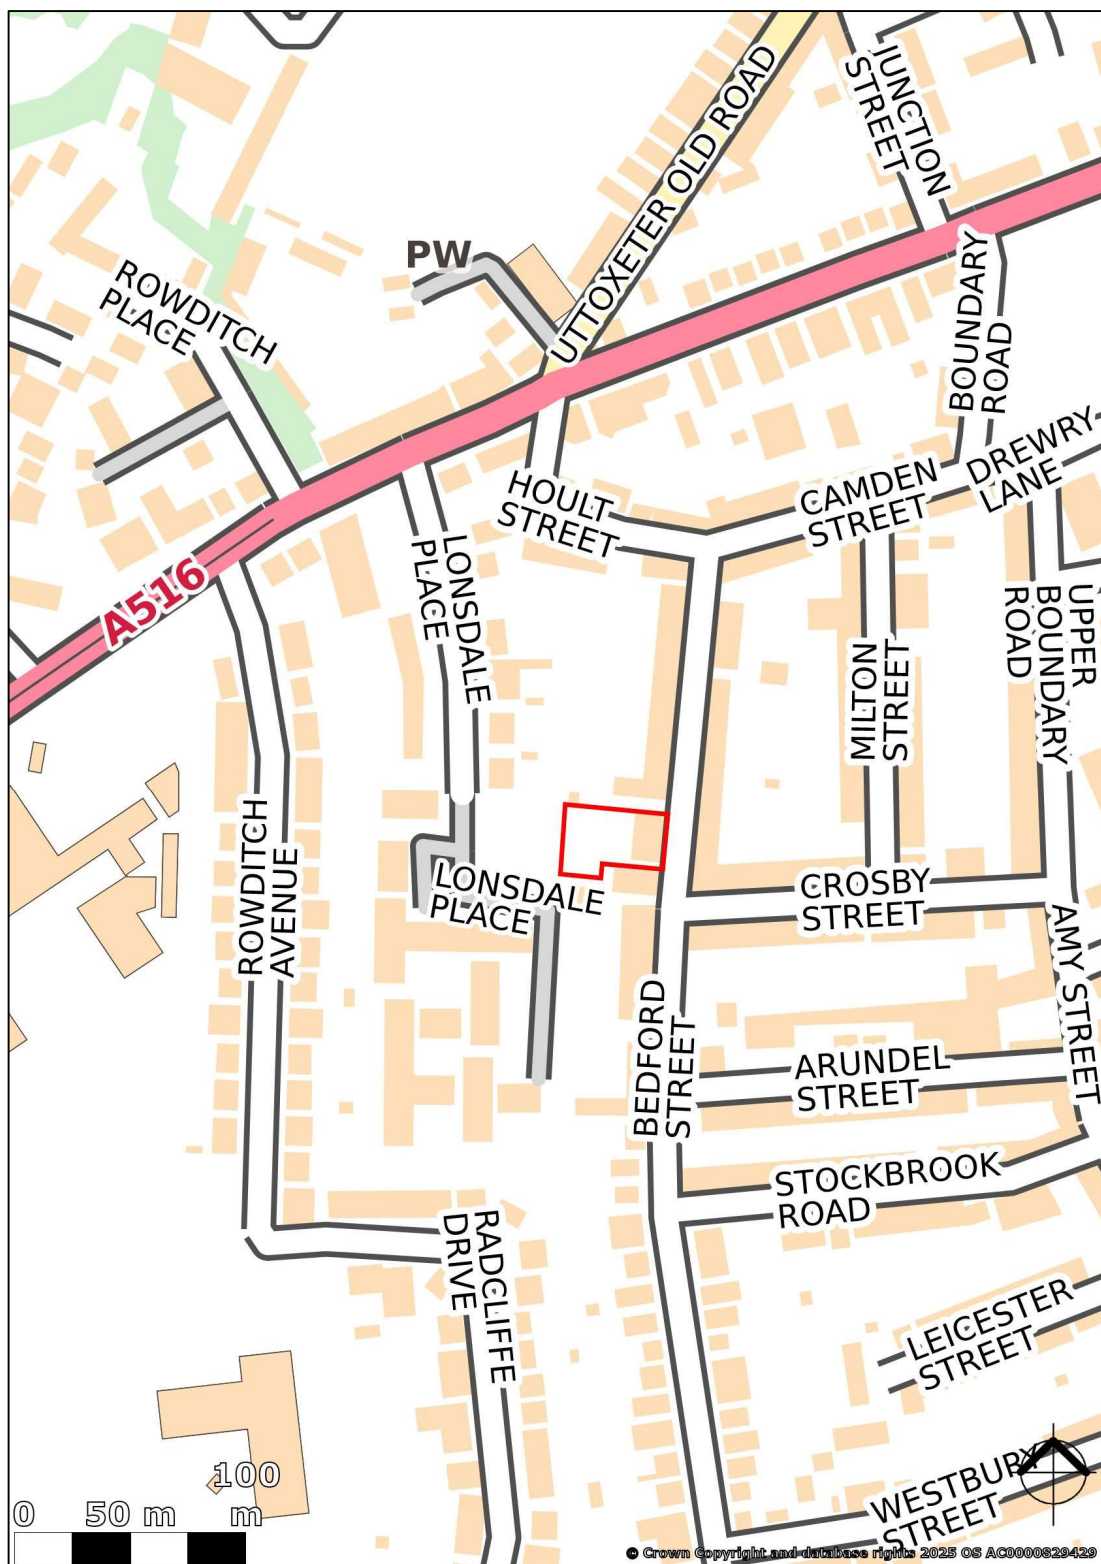 JUNCTION
STREET
UTTOXETER OLD ROAD
PW
ROWDITCH
PLACE
BOUNDARY
ROAD
DREWRY
LANE
CAMDEN
STREET
HOULT
STREET
LONSDALE
PLACE
A516
UPPER
BOUNDARY
ROAD
MILTON
STREET
ROWDITCH
AVENUE
LONSDALE
PLACE
CROSBY
STREET
AMY STREET
BEDFORD
STREET
ARUNDEL
STREET
STOCKBROOK
ROAD
RADCLIFFE
DRIVE
LEICESTER
STREET
WESTBURY
STREET
0 50 m 100
m
© Crown Copyright and database rights 2025 OS AC0000829429